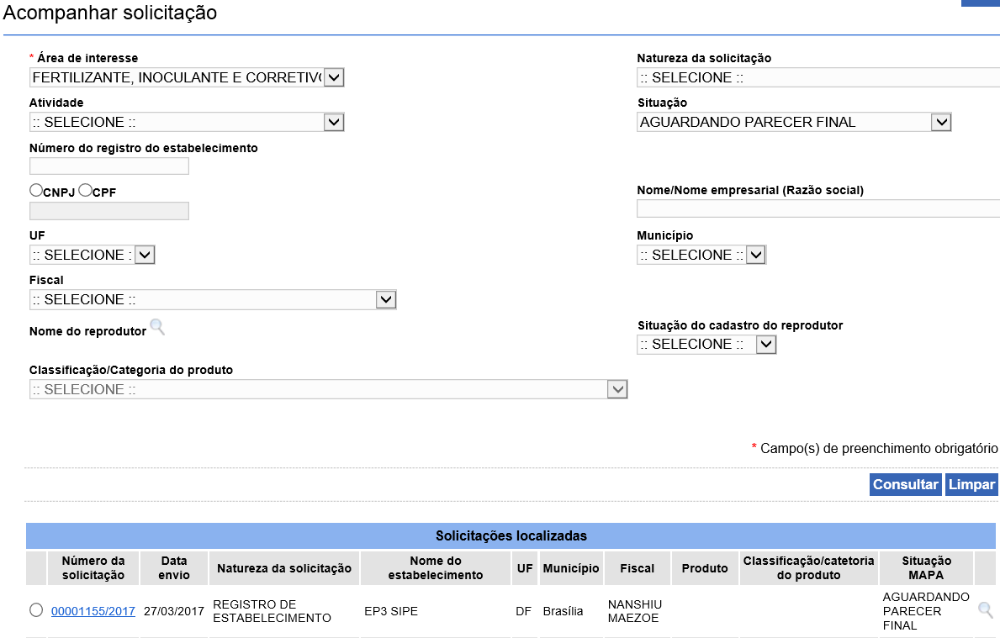 Acompanhar solicitação
* Área de interesse
Natureza da solicitação
FERTILIZANTE, INOCULANTE E CORRETIV
:: SELECIONE ::
Atividade
Situação
:: SELECIONE ::
AGUARDANDO PARECER FINAL
Número do registro do estabelecimento
CNPJ CPF
Nome/Nome empresarial (Razão social)
UF
Município
:: SELECIONE :
:: SELECIONE ::
Fiscal
:: SELECIONE ::
Nome do reprodutor
Situação do cadastro do reprodutor
:: SELECIONE ::
Classificação/Categoria do produto
:: SELECIONE ::
* Campo(s) de preenchimento obrigatório
Consultar Limpar
Solicitações localizadas
Número da solicitação Data envio Natureza da solicitação Nome do estabelecimento UF Município Fiscal Produto Classificação/catetoria do produto Situação MAPA
00001155/2017 27/03/2017 REGISTRO DE ESTABELECIMENTO EP3 SIPE DF Brasília NANSHIU MAEZOE AGUARDANDO PARECER FINAL